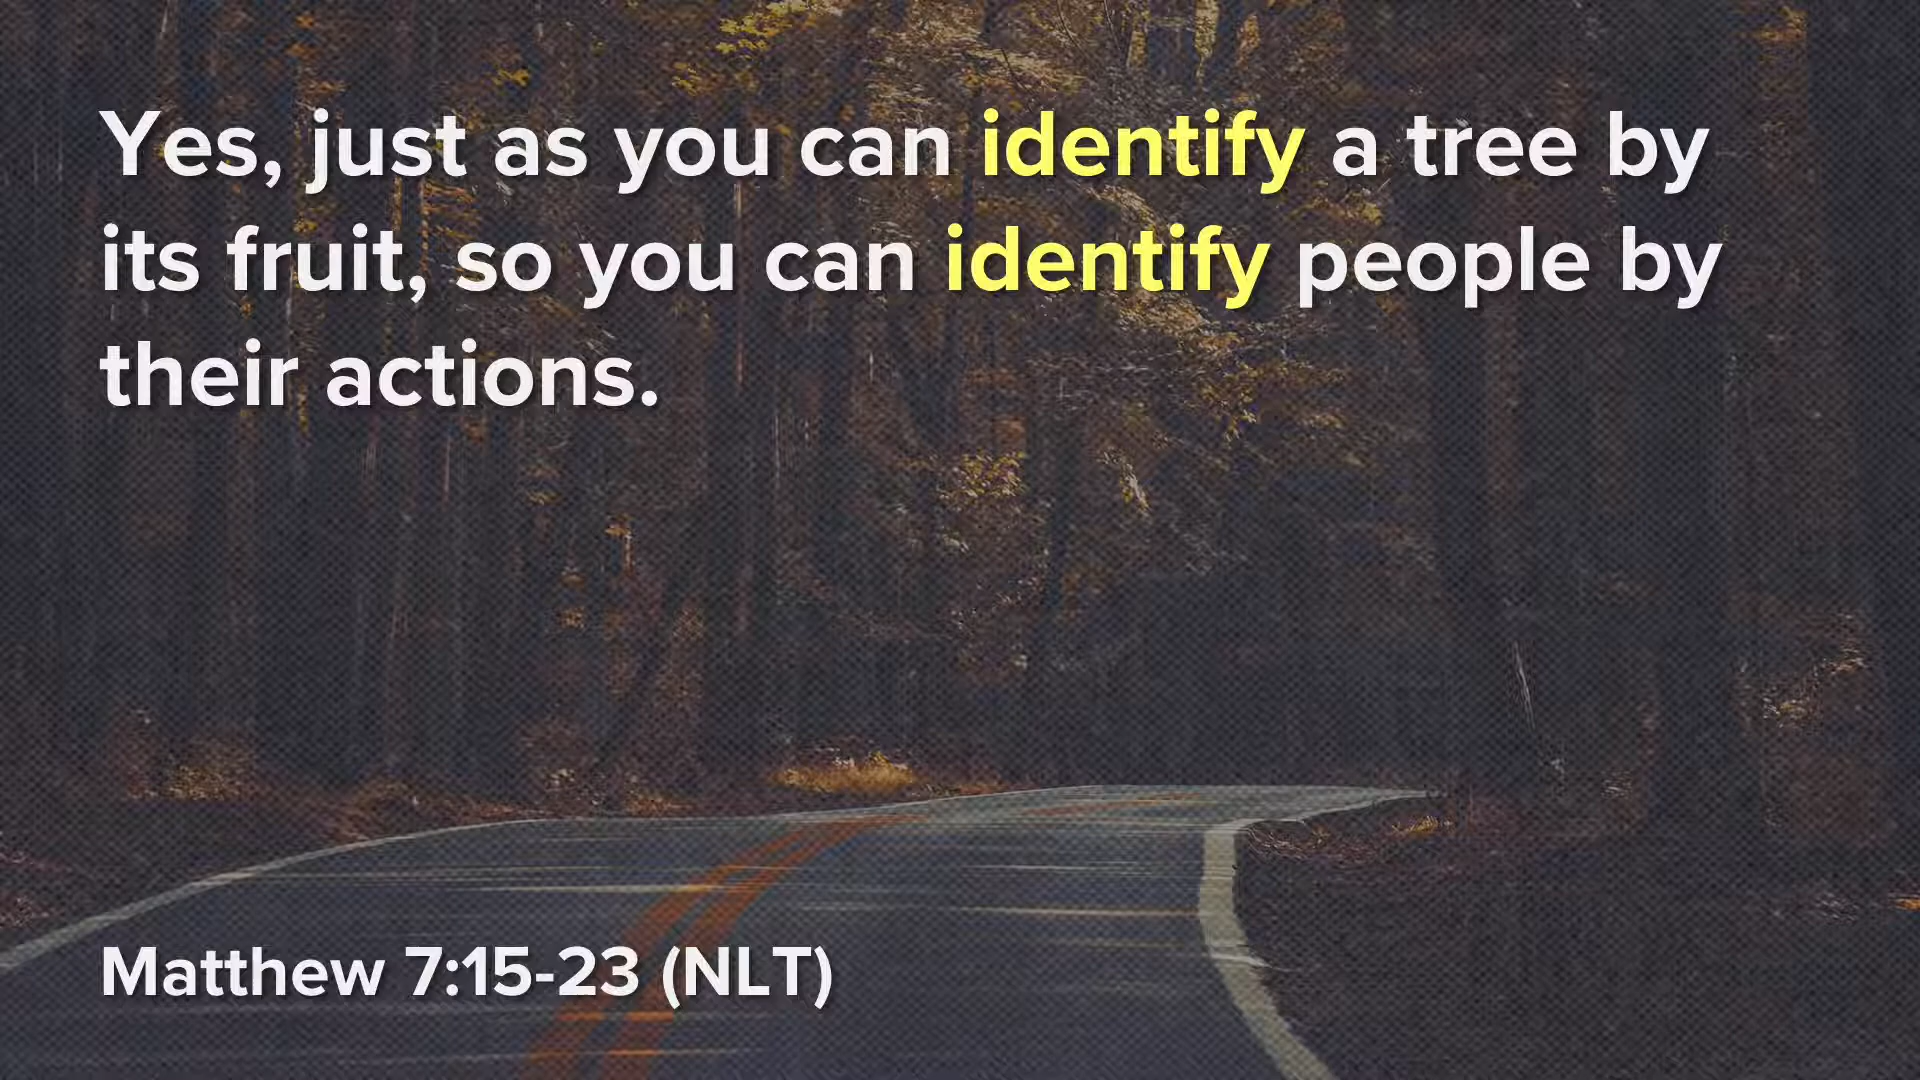 Yes, just as you can identify a tree by
its fruit, so you can identify people by
their actions.
Matthew 7:15-23 (NLT)